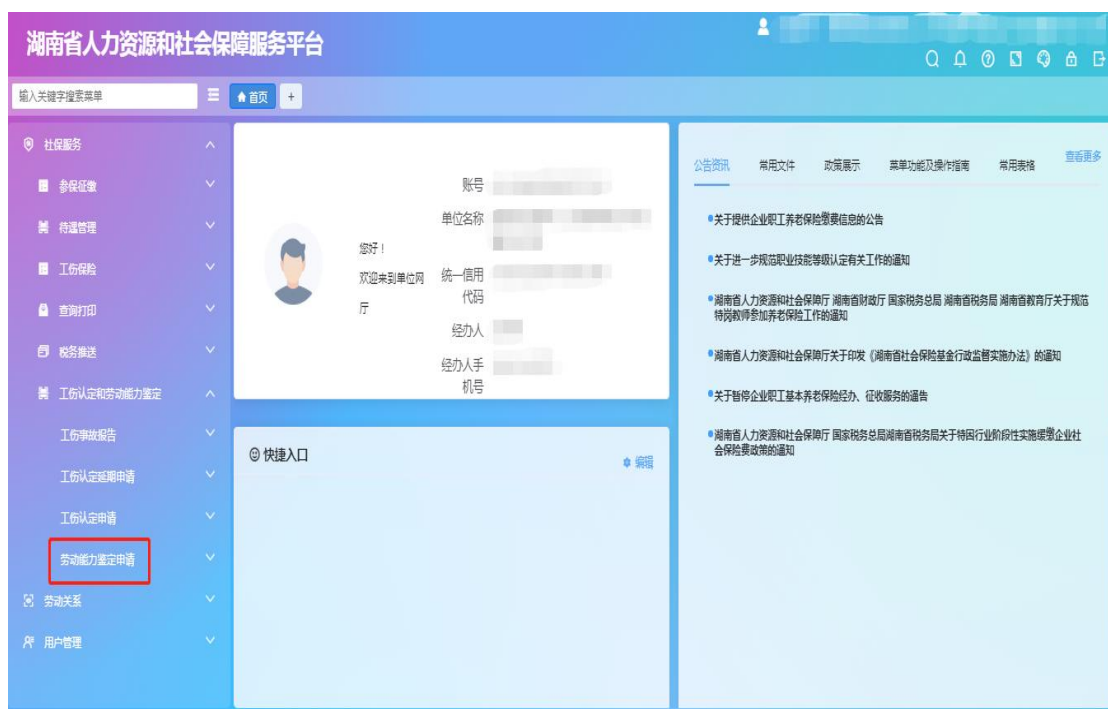 湖南省人力资源和社会保障服务平台
输入关键字搜索菜单
首页
+
社保服务
参保征缴
待遇管理
工伤保险
查询打印
税务推送
工伤认定和劳动能力鉴定
工伤事故报告
工伤认定延期申请
工伤认定申请
劳动能力鉴定申请
劳动关系
用户管理
您好！
欢迎来到单位网
厅
账号
单位名称
统一信用
代码
经办人
经办人手
机号
快捷入口
编辑
公告资讯
常用文件
政策展示
菜单功能及操作指南
常用表格
查看更多
关于提供企业职工养老保险缴费信息的公告
关于进一步规范职业技能等级认定有关工作的通知
湖南省人力资源和社会保障厅 湖南省财政厅 国家税务总局 湖南省税务局 湖南省教育厅关于规范
特岗教师参加养老保险工作的通知
湖南省人力资源和社会保障厅关于印发《湖南省社会保险基金行政监督实施办法》的通知
关于暂停企业职工基本养老保险经办、征收服务的通告
湖南省人力资源和社会保障厅 国家税务总局湖南省税务局关于特困行业阶段性实施缓缴企业社
会保险费政策的通知